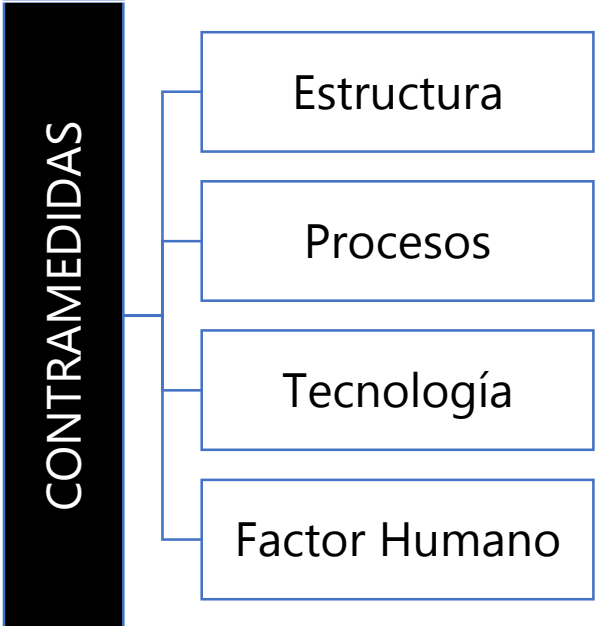 CONTRAMEDIDAS
Estructura
Procesos
Tecnología
Factor Humano